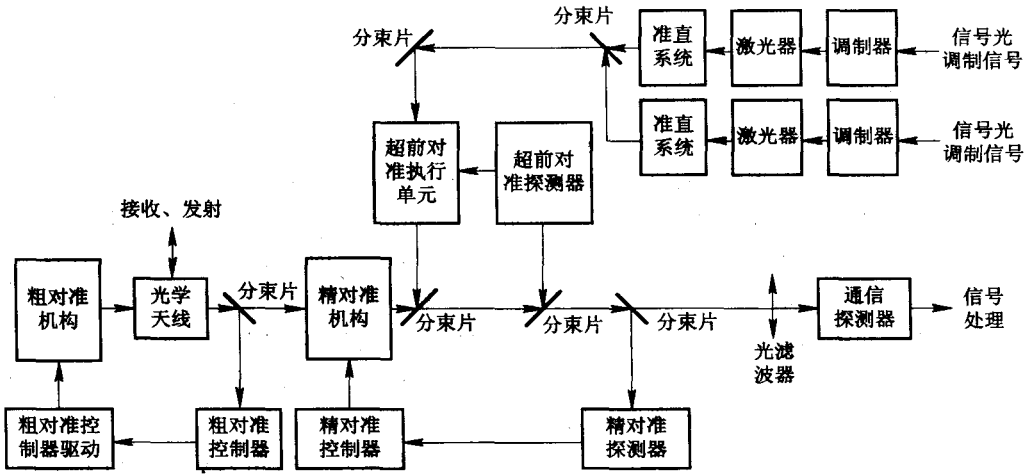 分束片
分束片
准直
系统
激光器
调制器
信号光
调制信号
准直
系统
激光器
调制器
信号光
调制信号
超前对
准执行
单元
超前对
准探测器
接收、发射
粗对准
机构
光学
天线
分束片
精对准
机构
分束片
分束片
分束片
光滤
波器
通信
探测器
信号
处理
粗对准控
制器驱动
粗对准
控制器
精对准
控制器
精对准
探测器